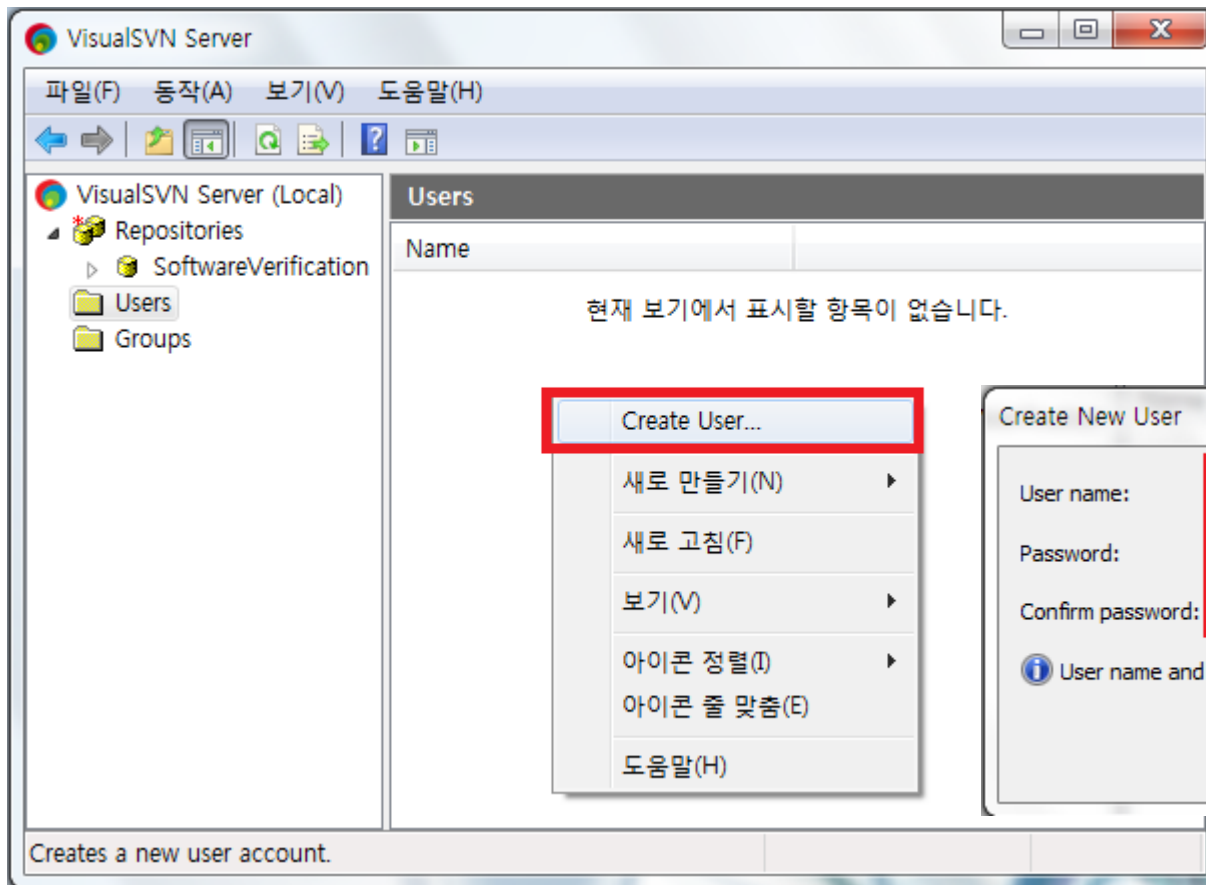 VisualSVN Server
파일(F) 동작(A) 보기(V) 도움말(H)
VisualSVN Server (Local)
Repositories
SoftwareVerification
Users
Groups
Users
Name
현재 보기에서 표시할 항목이 없습니다.
Create User...
새로 만들기(N)
새로 고침(F)
보기(V)
아이콘 정렬(I)
아이콘 줄 맞춤(E)
도움말(H)
Create New User
User name:
Password:
Confirm password:
User name and
Creates a new user account.